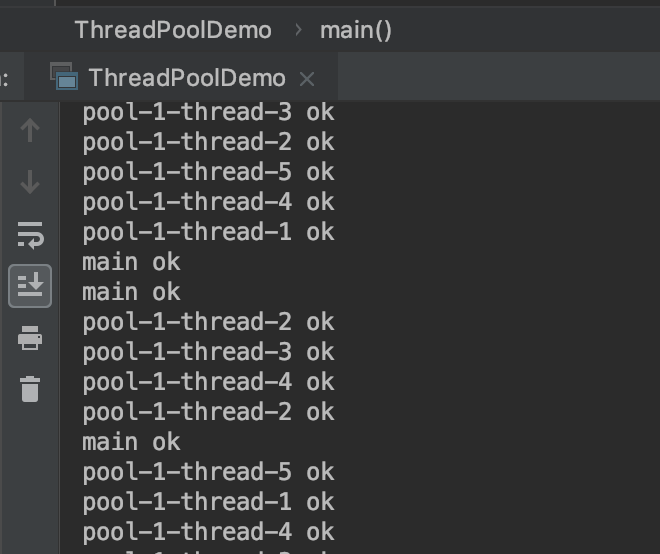 ThreadPoolDemo › main()
: ThreadPoolDemo ×
pool-1-thread-3 ok
pool-1-thread-2 ok
pool-1-thread-5 ok
pool-1-thread-4 ok
pool-1-thread-1 ok
main ok
main ok
pool-1-thread-2 ok
pool-1-thread-3 ok
pool-1-thread-4 ok
pool-1-thread-2 ok
main ok
pool-1-thread-5 ok
pool-1-thread-1 ok
pool-1-thread-4 ok